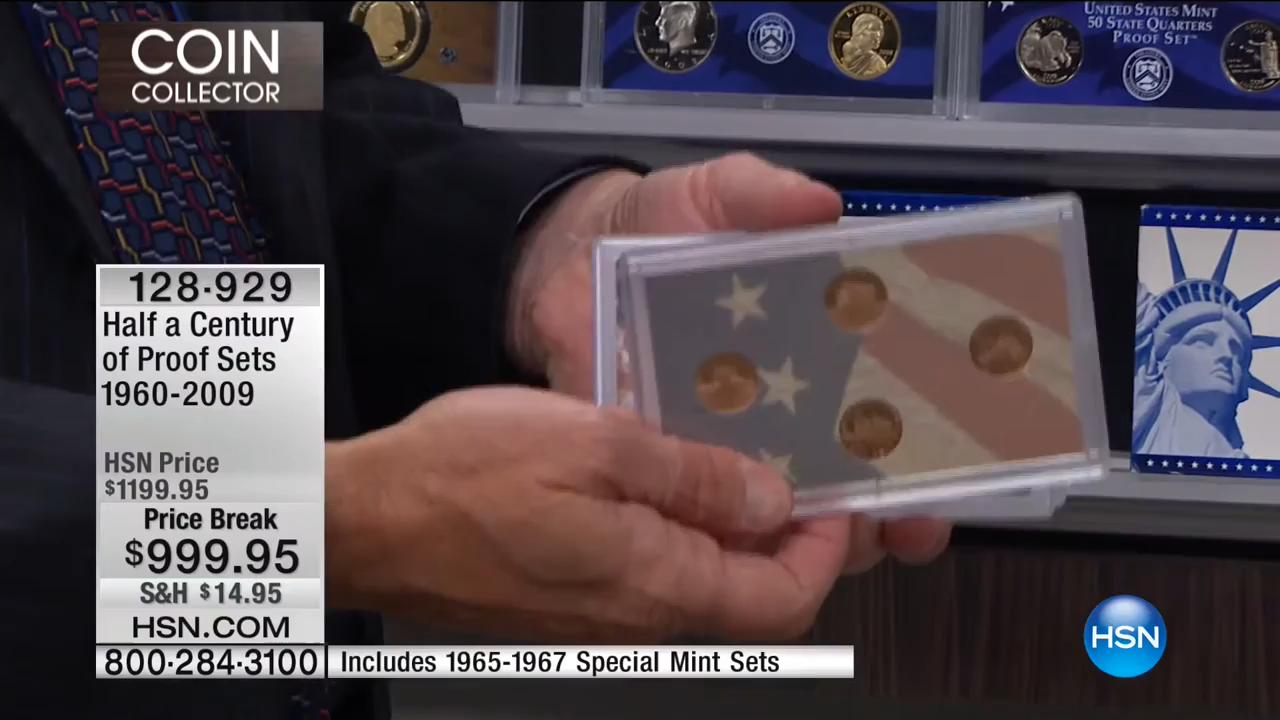 COIN
COLLECTOR
UNITED STATES MINT
50 STATE QUARTERS
PROOF SET™
LIBERTY
128-929
Half a Century
of Proof Sets
1960-2009
HSN Price
$1199.95
Price Break
$999.95
S&H $14.95
HSN.COM
800-284-3100
Includes 1965-1967 Special Mint Sets
HSN